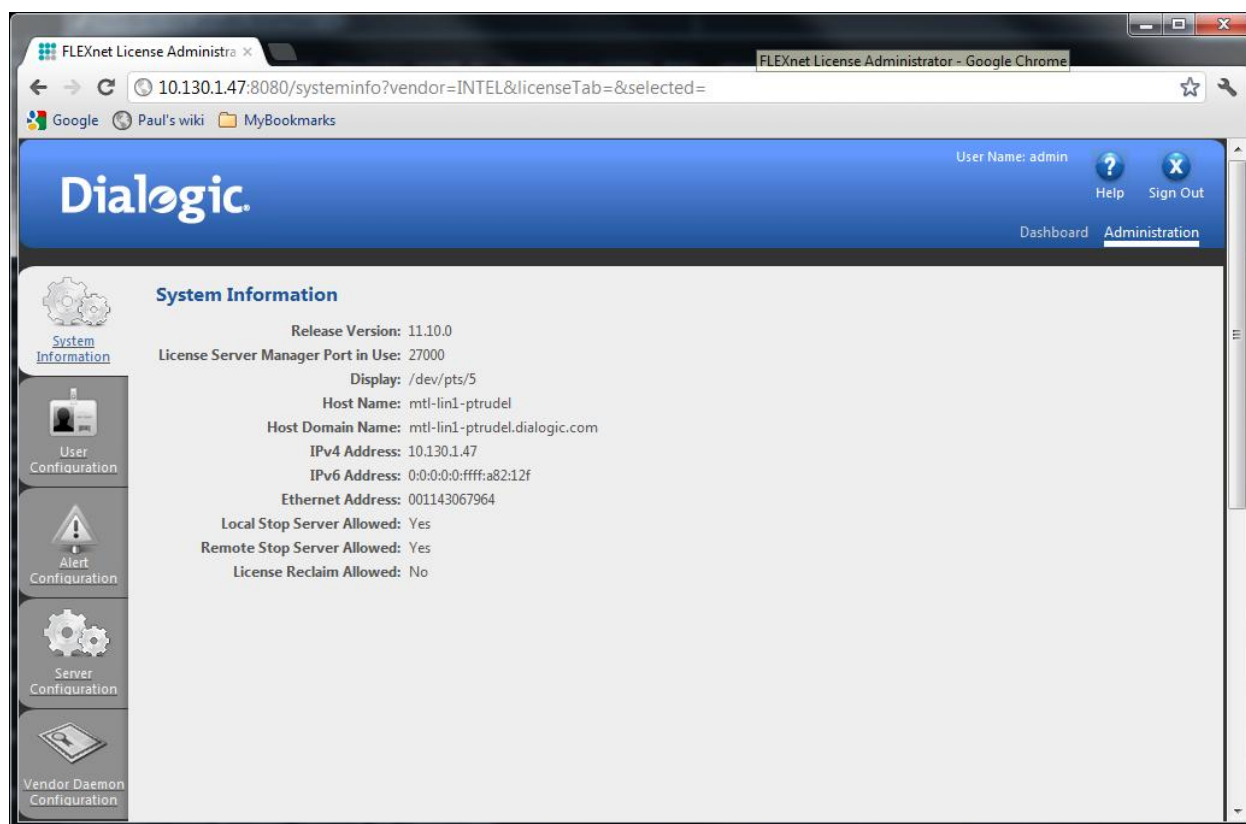 FLEXnet License Administra
FLEXnet License Administrator - Google Chrome
10.130.1.47:8080/systeminfo?vendor=INTEL&licenseTab=&selected=
Google Paul's wiki MyBookmarks
User Name: admin
Dialogic.
Help Sign Out
Dashboard Administration
System Information
System
Information
User
Configuration
Alert
Configuration
Server
Configuration
Vendor Daemon
Configuration
Release Version: 11.10.0
License Server Manager Port in Use: 27000
Display: /dev/pts/5
Host Name: mtl-lin1-ptrudel
Host Domain Name: mtl-lin1-ptrudel.dialogic.com
IPv4 Address: 10.130.1.47
IPv6 Address: 0:0:0:0:0:ffff:a82:12f
Ethernet Address: 001143067964
Local Stop Server Allowed: Yes
Remote Stop Server Allowed: Yes
License Reclaim Allowed: No